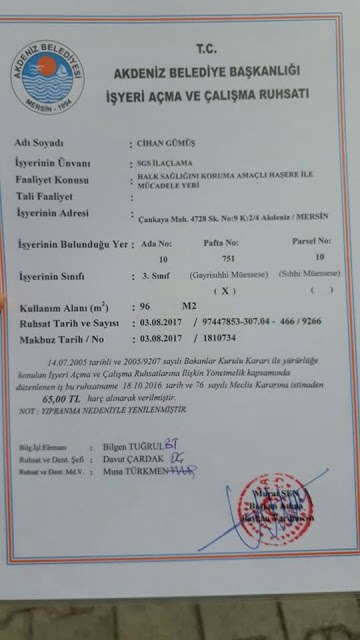 AKDENİZ BELEDİYESİ
MERSİN - 1994
T.C.
AKDENİZ BELEDİYE BAŞKANLIĞI
İŞYERİ AÇMA VE ÇALIŞMA RUHSATI
Adı Soyadı : CİHAN GÜMÜŞ
İşyerinin Ünvanı : SGS İLAÇLAMA
Faaliyet Konusu : HALK SAĞLIĞINI KORUMA AMAÇLI HAŞERE İLE MÜCADELE YERİ
Tali Faaliyet :
İşyerinin Adresi : Çankaya Mah. 4728 Sk. No:9 K:2/4 Akdeniz / MERSİN
İşyerinin Bulunduğu Yer : Ada No: Pafta No: Parsel No:
10 751 10
İşyerinin Sınıfı : 3. Sınıf (Gayrisıhhi Müessese) (Sıhhi Müessese)
( X ) ( )
Kullanım Alanı (m²) : 96 M2
Ruhsat Tarih ve Sayısı : 03.08.2017 / 97447853-307.04 - 466 / 9266
Makbuz Tarih / No : 03.08.2017 / 1810734
14.07.2005 tarihli ve 2005/9207 sayılı Bakanlar Kurulu Kararı ile yürürlüğe
konulan İşyeri Açma ve Çalışma Ruhsatlarına İlişkin Yönetmelik kapsamında
düzenlenen iş bu ruhsatname 18.10.2016 tarih ve 76 sayılı Meclis Kararına istinaden
65,00 TL harç alınarak verilmiştir.
NOT : YIPRANMA NEDENİYLE YENİLENMİŞTİR.
Bilg.İşl.Elemanı : Bilgen TUĞRUL
Ruhsat ve Dent. Şefi : Davut ÇARDAK
Ruhsat ve Dent. Md.V. : Musa TÜRKMEN
Murat ŞEN
Başkan Adına
Başkan Yardımcısı